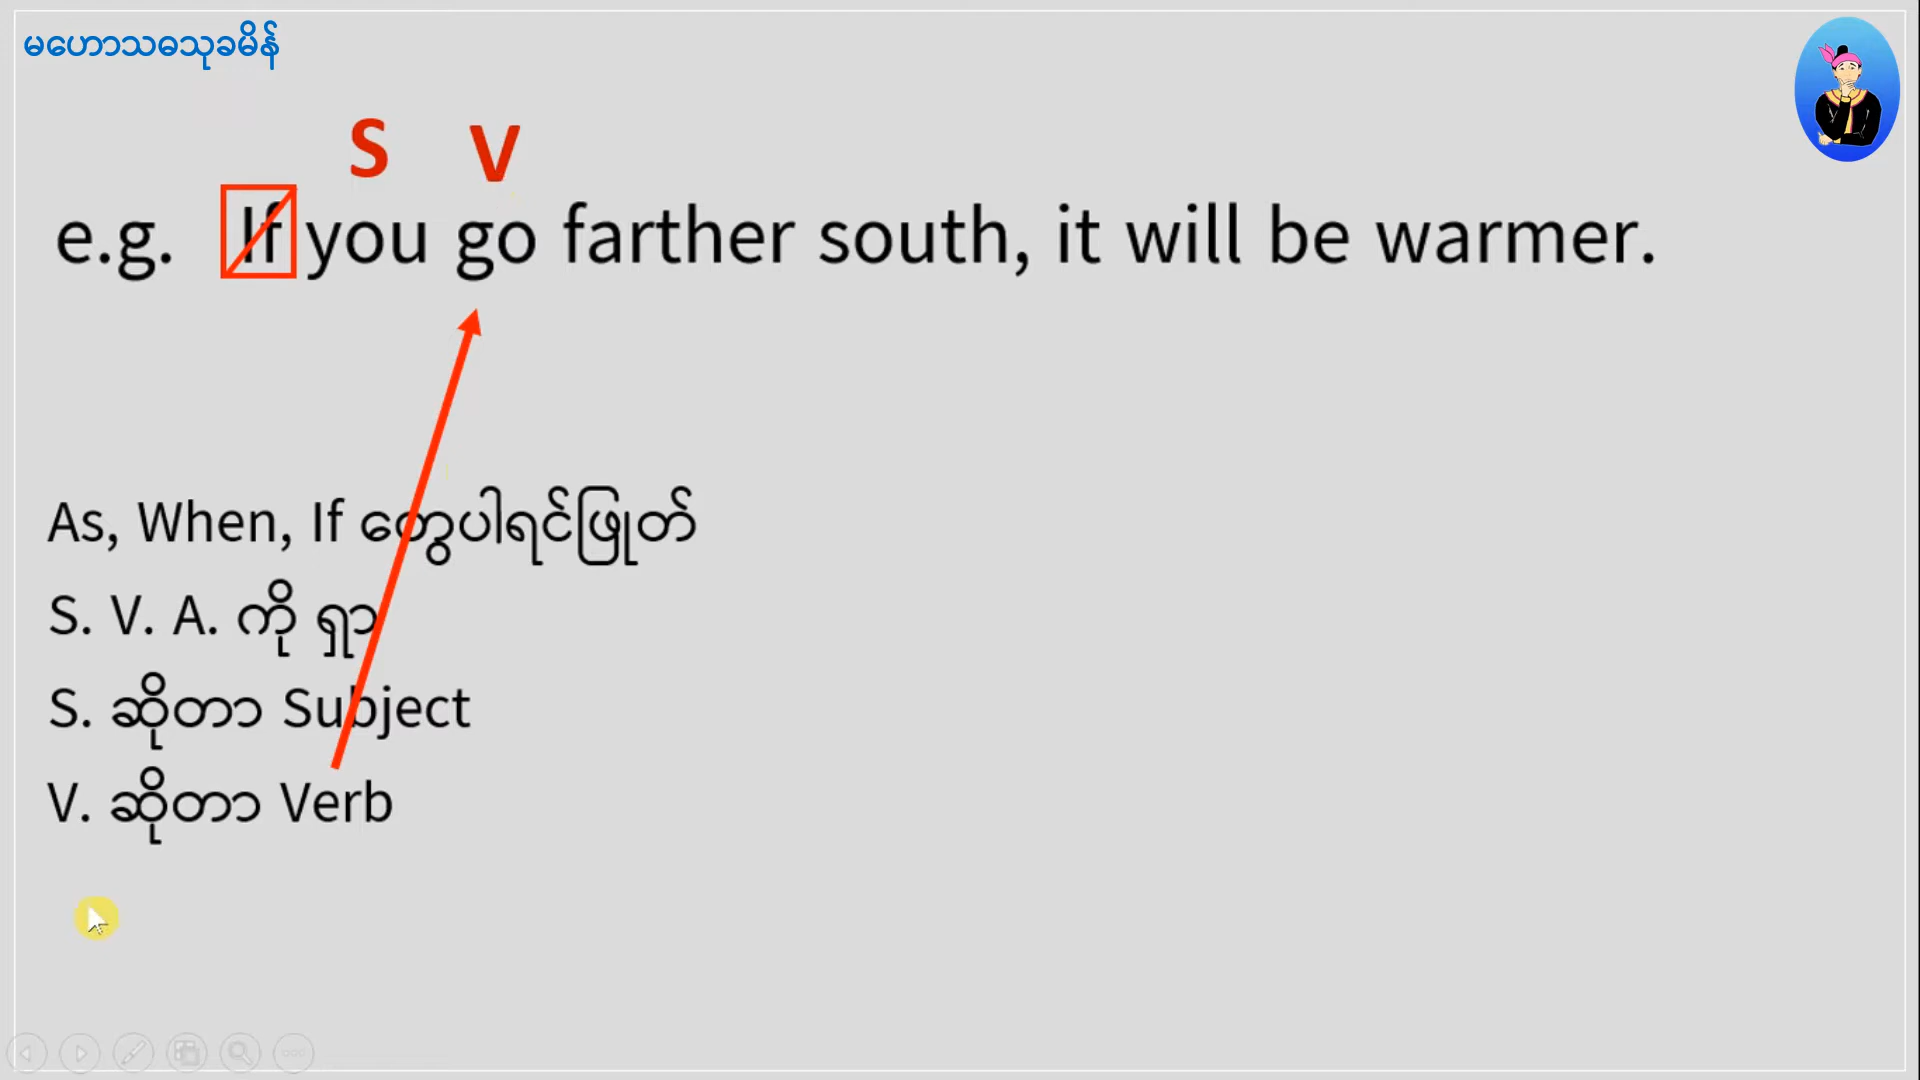 မဟောသဓသုခမိန်
S V
e.g. If you go farther south, it will be warmer.
As, When, If တွေပါရင်ဖြုတ်
S. V. A. ကို ရှာ
S. ဆိုတာ Subject
V. ဆိုတာ Verb